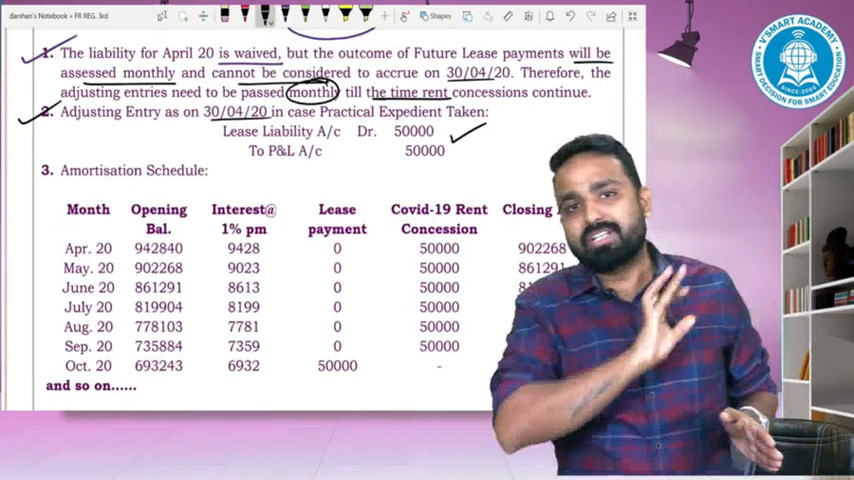 darshan's Notebook » FR REG. 3rd
Shapes
1. The liability for April 20 is waived, but the outcome of Future Lease payments will be
assessed monthly and cannot be considered to accrue on 30/04/20. Therefore, the
adjusting entries need to be passed monthly till the time rent concessions continue.
2. Adjusting Entry as on 30/04/20 in case Practical Expedient Taken:
Lease Liability A/c Dr. 50000
To P&L A/c 50000
3. Amortisation Schedule:
Month Opening Interest@ Lease Covid-19 Rent Closing
Bal. 1% pm payment Concession
Apr. 20 942840 9428 0 50000 902268
May. 20 902268 9023 0 50000 861291
June 20 861291 8613 0 50000
July 20 819904 8199 0 50000
Aug. 20 778103 7781 0 50000
Sep. 20 735884 7359 0 50000
Oct. 20 693243 6932 50000 -
and so on......
V'SMART ACADEMY
SMART DECISION FOR SMART EDUCATION
SINCE-2005